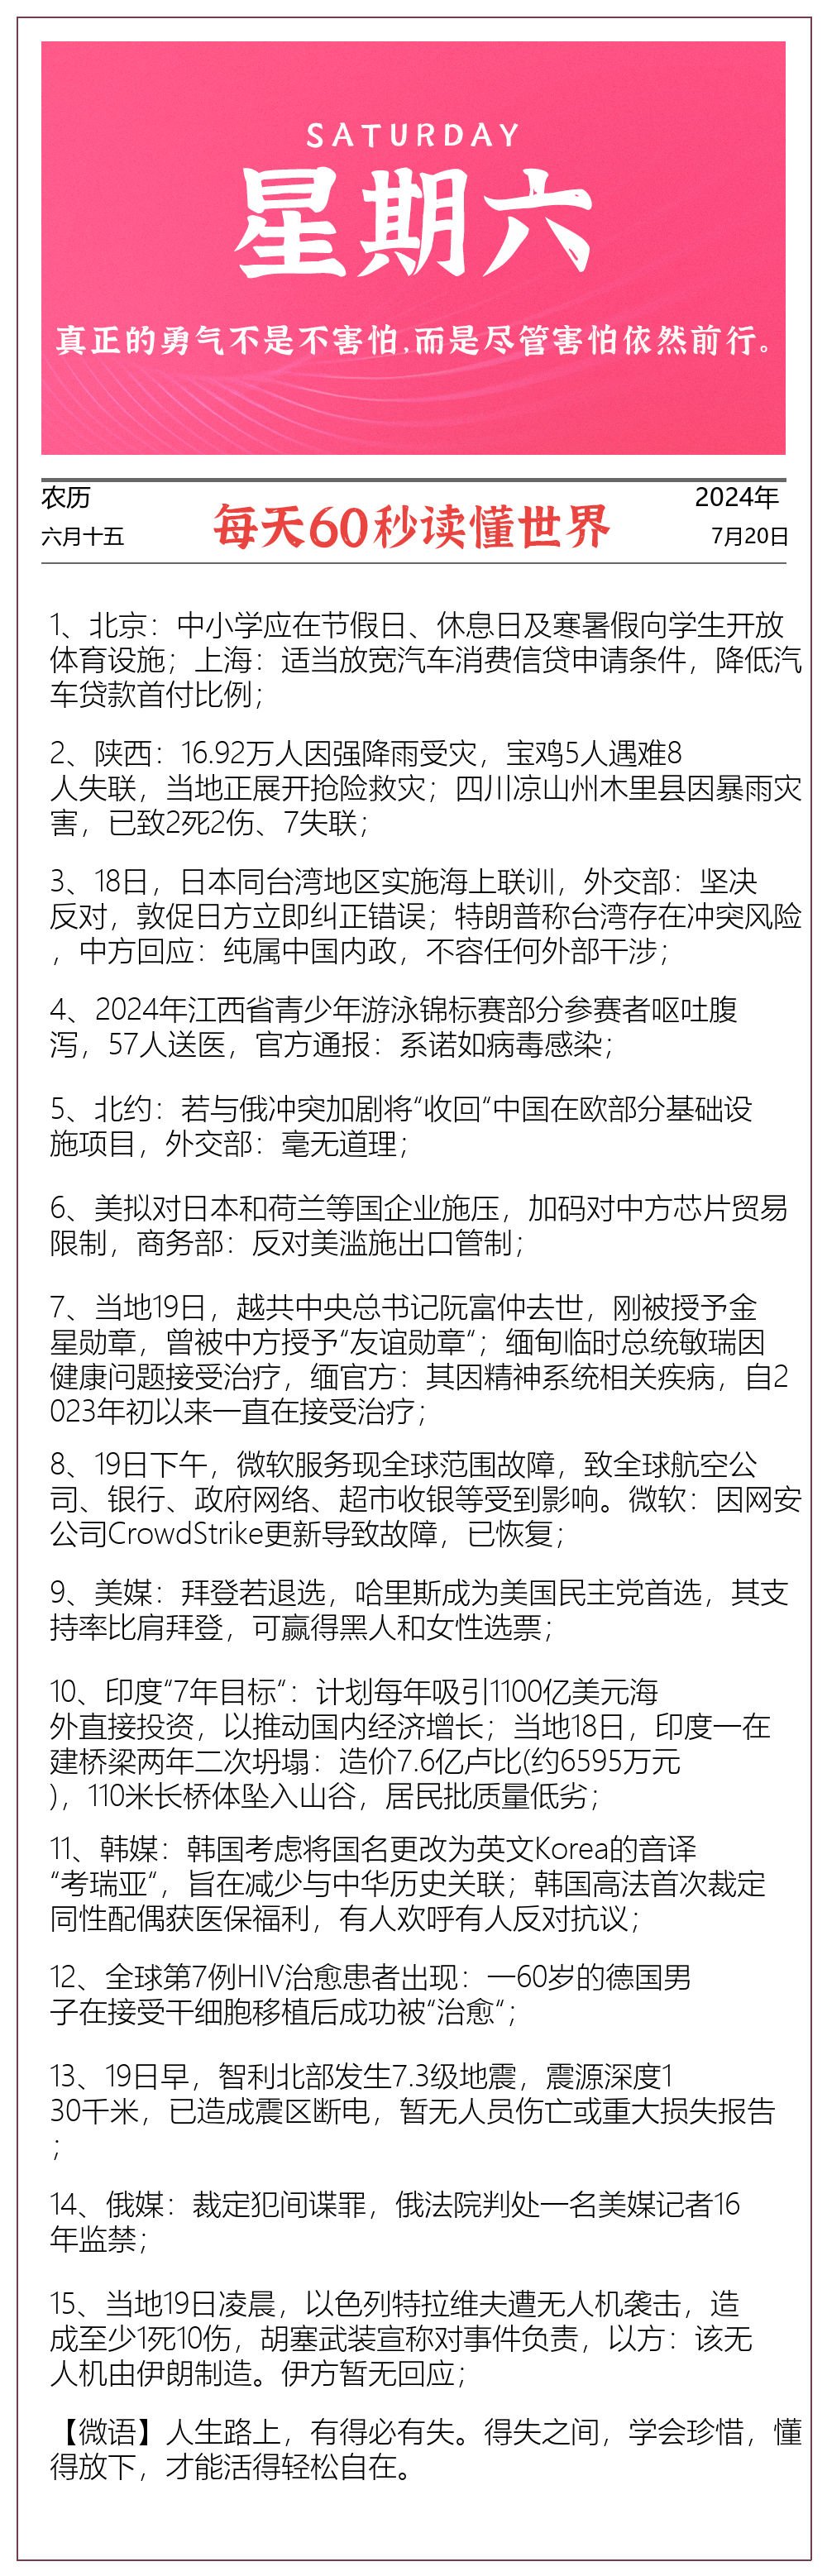 SATURDAY
星期六
真正的勇气不是不害怕,而是尽管害怕依然前行。
农历
六月十五
每天60秒读懂世界
2024年
7月20日
1、北京：中小学应在节假日、休息日及寒暑假向学生开放
体育设施；上海：适当放宽汽车消费信贷申请条件，降低汽
车贷款首付比例；
2、陕西：16.92万人因强降雨受灾，宝鸡5人遇难8
人失联，当地正展开抢险救灾；四川凉山州木里县因暴雨灾
害，已致2死2伤、7失联；
3、18日，日本同台湾地区实施海上联训，外交部：坚决
反对，敦促日方立即纠正错误；特朗普称台湾存在冲突风险
，中方回应：纯属中国内政，不容任何外部干涉；
4、2024年江西省青少年游泳锦标赛部分参赛者呕吐腹
泻，57人送医，官方通报：系诺如病毒感染；
5、北约：若与俄冲突加剧将“收回“中国在欧部分基础设
施项目，外交部：毫无道理；
6、美拟对日本和荷兰等国企业施压，加码对中方芯片贸易
限制，商务部：反对美滥施出口管制；
7、当地19日，越共中央总书记阮富仲去世，刚被授予金
星勋章，曾被中方授予“友谊勋章“；缅甸临时总统敏瑞因
健康问题接受治疗，缅官方：其因精神系统相关疾病，自2
023年初以来一直在接受治疗；
8、19日下午，微软服务现全球范围故障，致全球航空公
司、银行、政府网络、超市收银等受到影响。微软：因网安
公司CrowdStrike更新导致故障，已恢复；
9、美媒：拜登若退选，哈里斯成为美国民主党首选，其支
持率比肩拜登，可赢得黑人和女性选票；
10、印度“7年目标“：计划每年吸引1100亿美元海
外直接投资，以推动国内经济增长；当地18日，印度一在
建桥梁两年二次坍塌：造价7.6亿卢比(约6595万元
)，110米长桥体坠入山谷，居民批质量低劣；
11、韩媒：韩国考虑将国名更改为英文Korea的音译
“考瑞亚“，旨在减少与中华历史关联；韩国高法首次裁定
同性配偶获医保福利，有人欢呼有人反对抗议；
12、全球第7例HIV治愈患者出现：一60岁的德国男
子在接受干细胞移植后成功被“治愈“；
13、19日早，智利北部发生7.3级地震，震源深度1
30千米，已造成震区断电，暂无人员伤亡或重大损失报告
；
14、俄媒：裁定犯间谍罪，俄法院判处一名美媒记者16
年监禁；
15、当地19日凌晨，以色列特拉维夫遭无人机袭击，造
成至少1死10伤，胡塞武装宣称对事件负责，以方：该无
人机由伊朗制造。伊方暂无回应；
【微语】人生路上，有得必有失。得失之间，学会珍惜，懂
得放下，才能活得轻松自在。